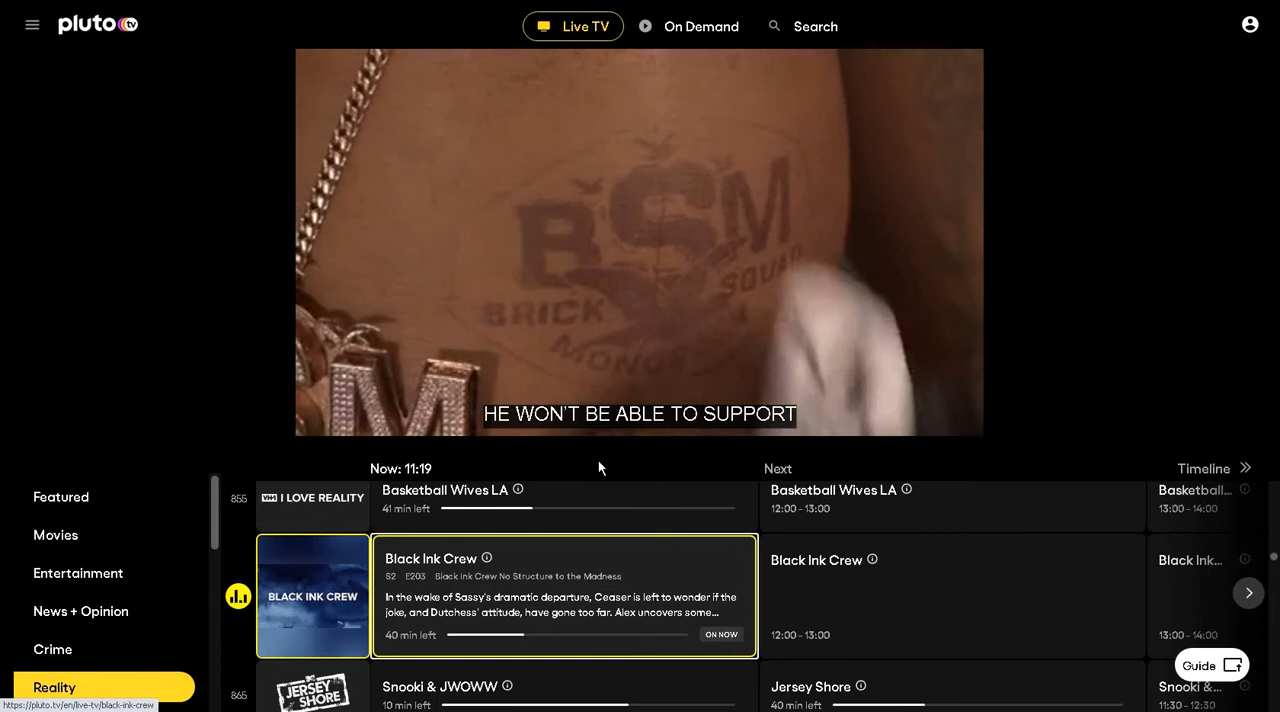 pluto tv
Live TV
On Demand
Search
BSM
BRICK SQUAD
M
HE WON'T BE ABLE TO SUPPORT
Now: 11:19
Next
Timeline
Featured
Movies
Entertainment
News + Opinion
Crime
Reality
855
VH1 I LOVE REALITY
Basketball Wives LA
41 min left
Basketball Wives LA
12:00 - 13:00
Basketball...
13:00 - 14:00
BLACK INK CREW
Black Ink Crew
S2 E203 Black Ink Crew No Structure to the Madness
In the wake of Sassy's dramatic departure, Ceaser is left to wonder if the
joke, and Dutchess' attitude, have gone too far. Alex uncovers some...
40 min left
ON NOW
Black Ink Crew
12:00 - 13:00
Black Ink...
13:00 - 14:00
Guide
865
MTV JERSEY SHORE
Snooki & JWOWW
10 min left
Jersey Shore
40 min left
Snooki &...
11:30 - 12:30
https://pluto.tv/en/live-tv/black-ink-crew